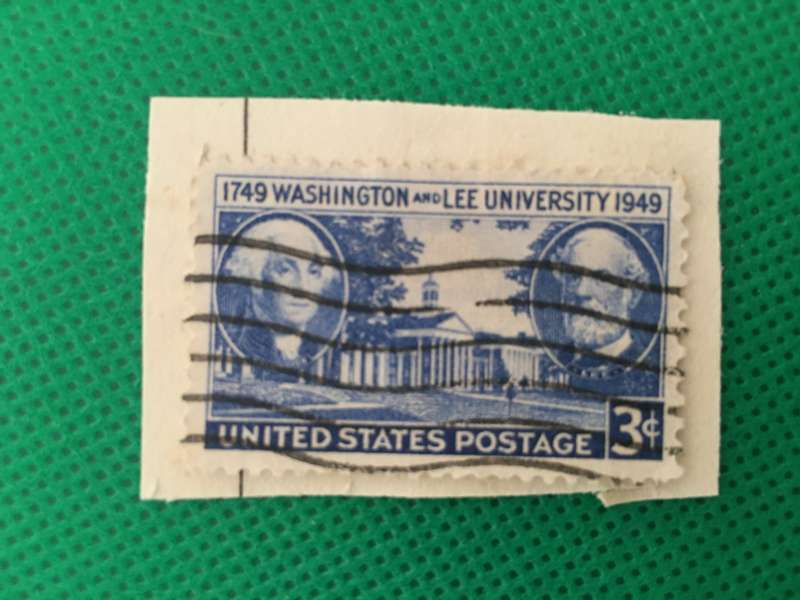 1749 WASHINGTON AND LEE UNIVERSITY 1949
UNITED STATES POSTAGE 3¢